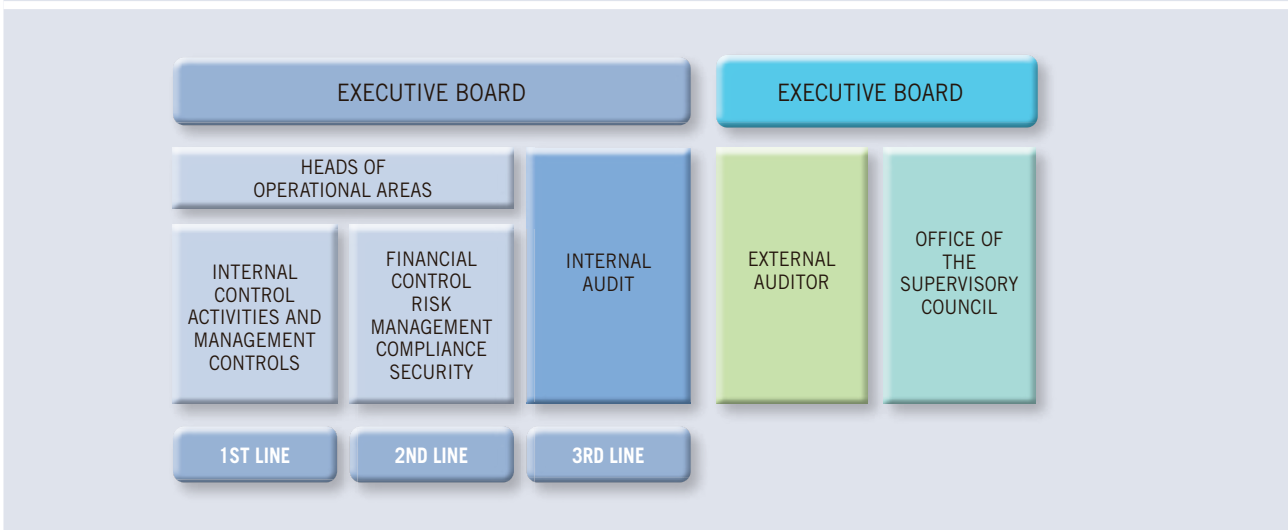 EXECUTIVE BOARD
EXECUTIVE BOARD
HEADS OF
OPERATIONAL AREAS
INTERNAL
CONTROL
ACTIVITIES AND
MANAGEMENT
CONTROLS
FINANCIAL
CONTROL
RISK
MANAGEMENT
COMPLIANCE
SECURITY
INTERNAL
AUDIT
EXTERNAL
AUDITOR
OFFICE OF
THE
SUPERVISORY
COUNCIL
1ST LINE
2ND LINE
3RD LINE